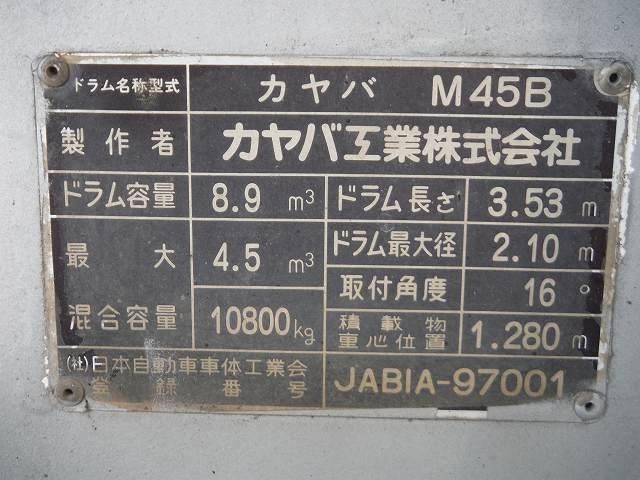 ドラム名称型式 カヤバ M45B
製作者 カヤバ工業株式会社
ドラム容量 8.9 m³ ドラム長さ 3.53 m
最大 4.5 m³ ドラム最大径 2.10 m
取付角度 16°
混合容量 10800kg 積載物重心位置 1.280 m
(社)日本自動車車体工業会
登録番号 JABIA-97001